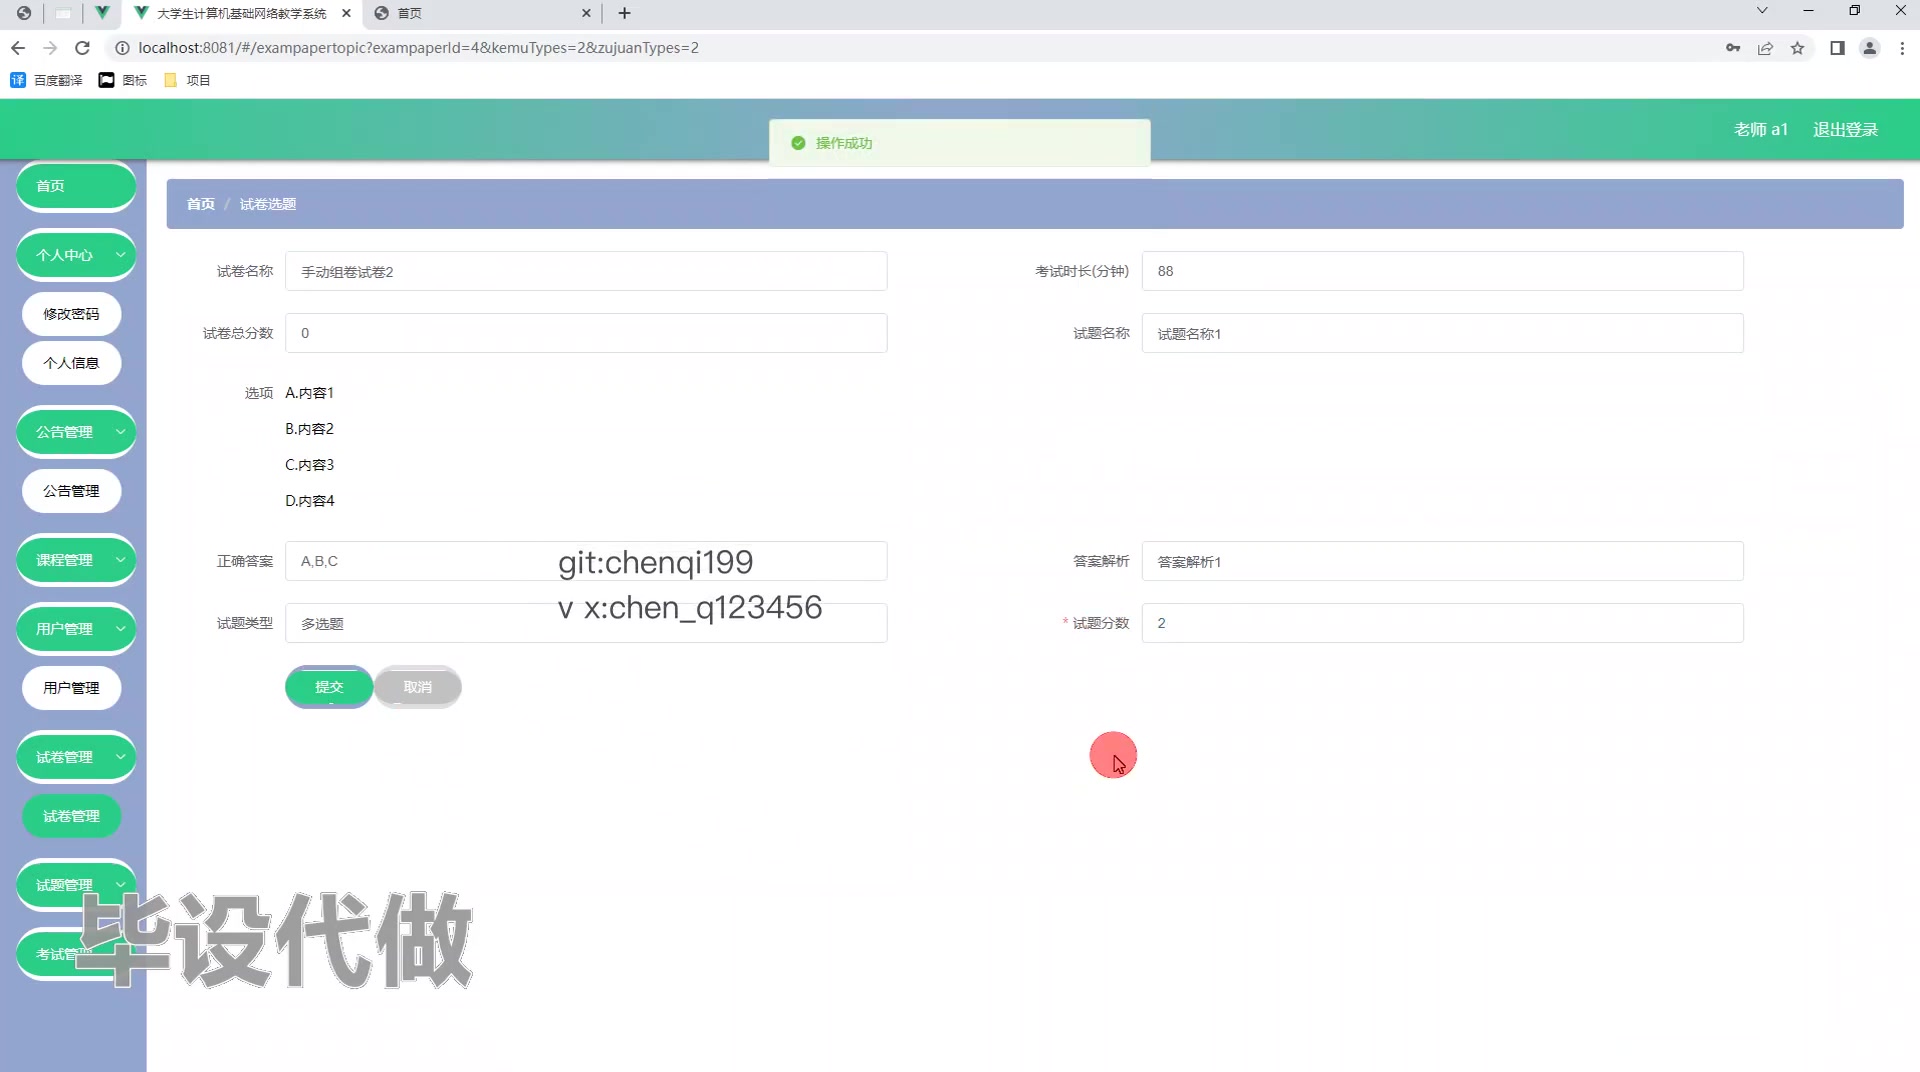 大学生计算机基础网络教学系统
首页
localhost:8081/#/exampapertopic?exampaperId=4&kemuTypes=2&zujuanTypes=2
译 百度翻译 图标 项目
操作成功
老师 a1 退出登录
首页
个人中心
修改密码
个人信息
公告管理
公告管理
课程管理
用户管理
用户管理
试卷管理
试卷管理
试题管理
考试管理
首页 / 试卷选题
试卷名称 手动组卷试卷2
考试时长(分钟) 88
试卷总分数 0
试题名称 试题名称1
选项 A.内容1
B.内容2
C.内容3
D.内容4
正确答案 A,B,C
答案解析 答案解析1
试题类型 多选题
* 试题分数 2
提交 取消
git:chenqi199
v x:chen_q123456
毕设代做